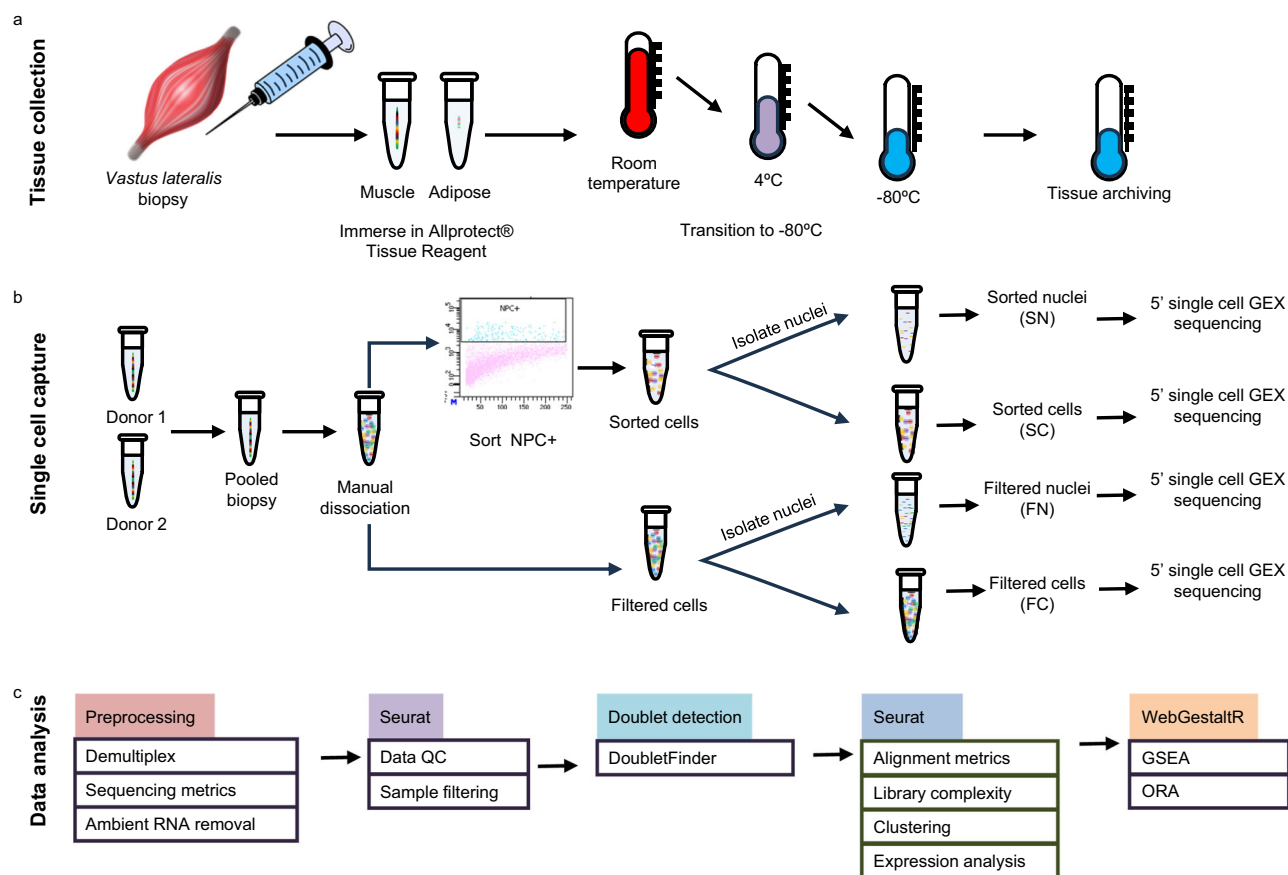 a
Tissue collection
Vastus lateralis
biopsy
Muscle
Adipose
Immerse in Allprotect®
Tissue Reagent
Room
temperature
4ºC
-80ºC
Transition to -80ºC
Tissue archiving
b
Single cell capture
Donor 1
Donor 2
Pooled
biopsy
Manual
dissociation
NPC+
50 100 150 200 250
Sort NPC+
Sorted cells
Filtered cells
Isolate nuclei
Isolate nuclei
Sorted nuclei
(SN)
5’ single cell GEX
sequencing
Sorted cells
(SC)
5’ single cell GEX
sequencing
Filtered nuclei
(FN)
5’ single cell GEX
sequencing
Filtered cells
(FC)
5’ single cell GEX
sequencing
c
Data analysis
Preprocessing
Demultiplex
Sequencing metrics
Ambient RNA removal
Seurat
Data QC
Sample filtering
Doublet detection
DoubletFinder
Seurat
Alignment metrics
Library complexity
Clustering
Expression analysis
WebGestaltR
GSEA
ORA